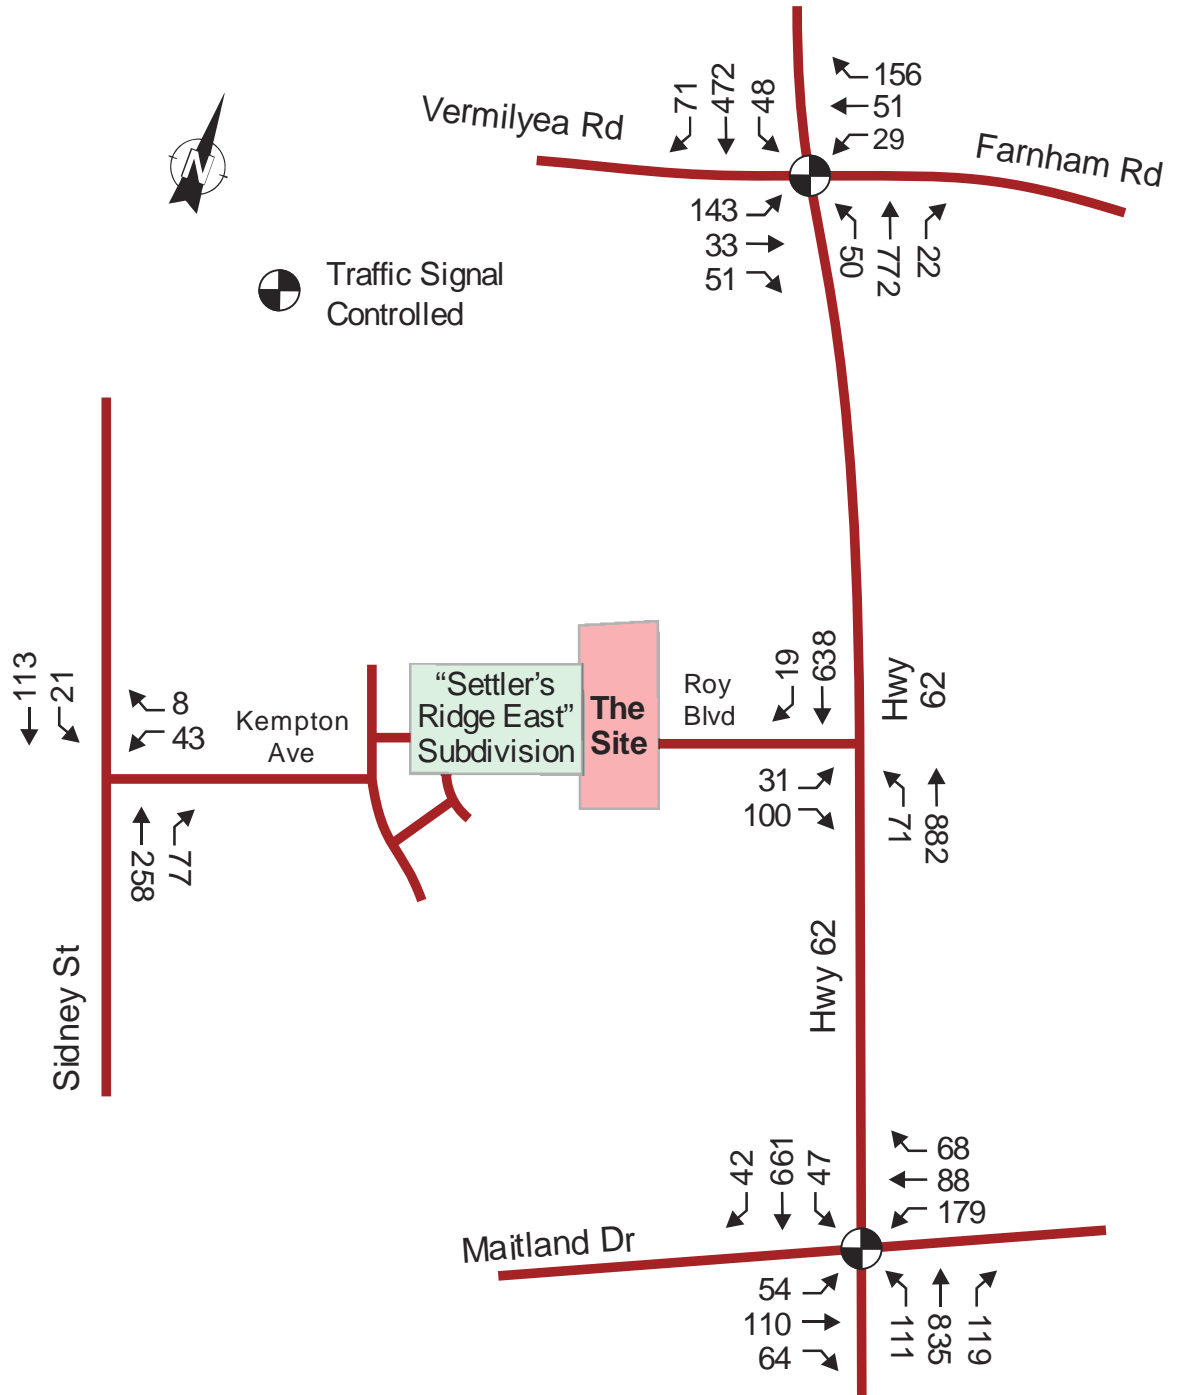 71
472
48
156
51
29
Vermilyea Rd
Farnham Rd
N
143
33
51
50
772
22
Traffic Signal
Controlled
113
21
8
43
Kempton
Ave
"Settler's
Ridge East"
Subdivision
The
Site
Roy
Blvd
19
638
Hwy
62
31
100
71
882
258
77
Sidney St
Hwy 62
42
661
47
68
88
179
Maitland Dr
54
110
64
111
835
119